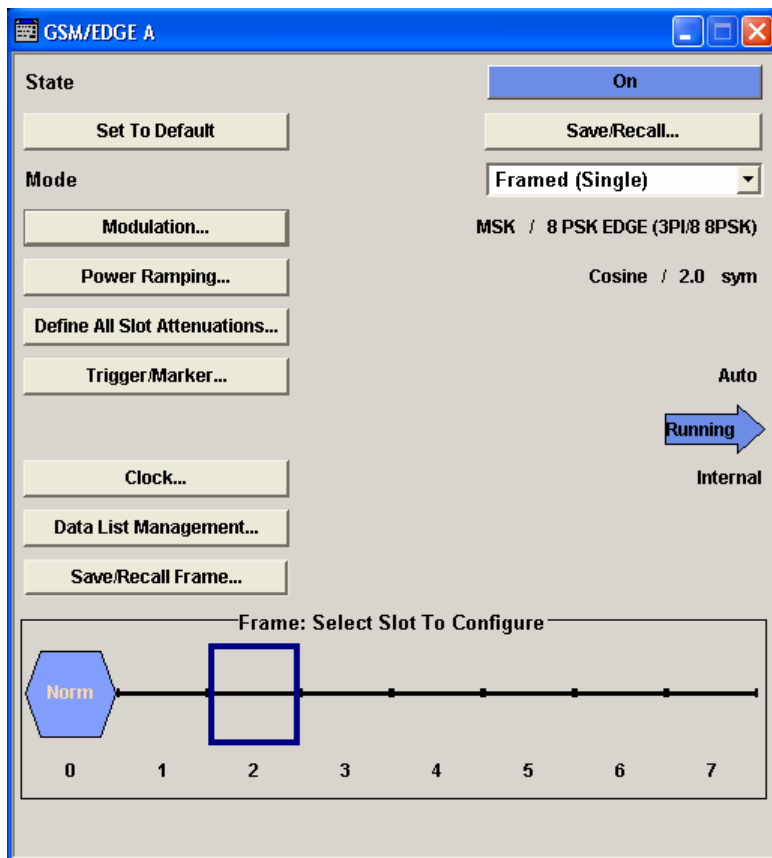 GSM/EDGE A
State On
Set To Default Save/Recall...
Mode Framed (Single)
Modulation... MSK / 8 PSK EDGE (3PI/8 8PSK)
Power Ramping... Cosine / 2.0 sym
Define All Slot Attenuations...
Trigger/Marker... Auto
Running
Clock... Internal
Data List Management...
Save/Recall Frame...
Frame: Select Slot To Configure
Norm
0 1 2 3 4 5 6 7